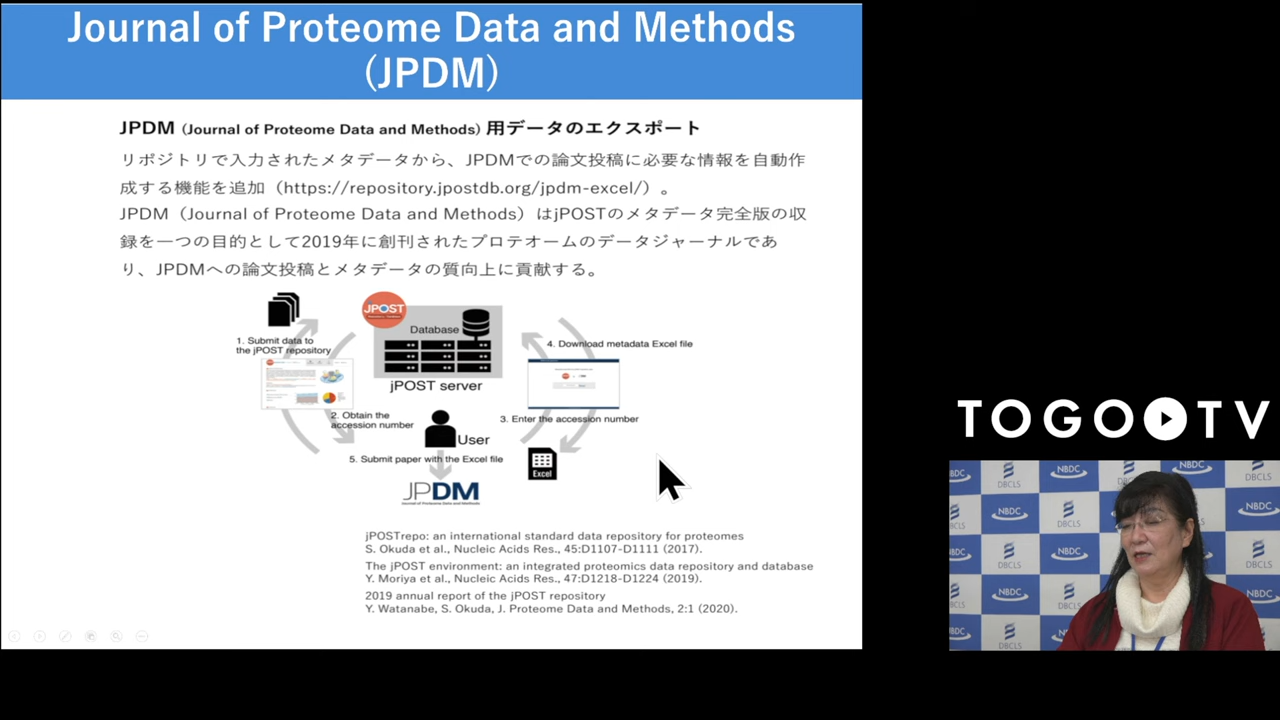 Journal of Proteome Data and Methods
(JPDM)
JPDM (Journal of Proteome Data and Methods) 用データのエクスポート
リポジトリで入力されたメタデータから、JPDMでの論文投稿に必要な情報を自動作
成する機能を追加（https://repository.jpostdb.org/jpdm-excel/）。
JPDM（Journal of Proteome Data and Methods）はjPOSTのメタデータ完全版の収
録を一つの目的として2019年に創刊されたプロテオームのデータジャーナルであ
り、JPDMへの論文投稿とメタデータの質向上に貢献する。
jPOST
Database
1. Submit data to
the jPOST repository
4. Download metadata Excel file
jPOST server
2. Obtain the
accession number
3. Enter the accession number
User
5. Submit paper with the Excel file
Excel
JPDM
Journal of Proteome Data and Methods
jPOSTrepo: an international standard data repository for proteomes
S. Okuda et al., Nucleic Acids Res., 45:D1107-D1111 (2017).
The jPOST environment: an integrated proteomics data repository and database
Y. Moriya et al., Nucleic Acids Res., 47:D1218-D1224 (2019).
2019 annual report of the jPOST repository
Y. Watanabe, S. Okuda, J. Proteome Data and Methods, 2:1 (2020).
TOGO TV
NBDC
DBCLS
NBDC
DBCLS
NBDC
DBCLS
NBDC
DBCLS
NBDC
DBCLS
NBDC
DBCLS
NBDC
DBCLS
NBDC